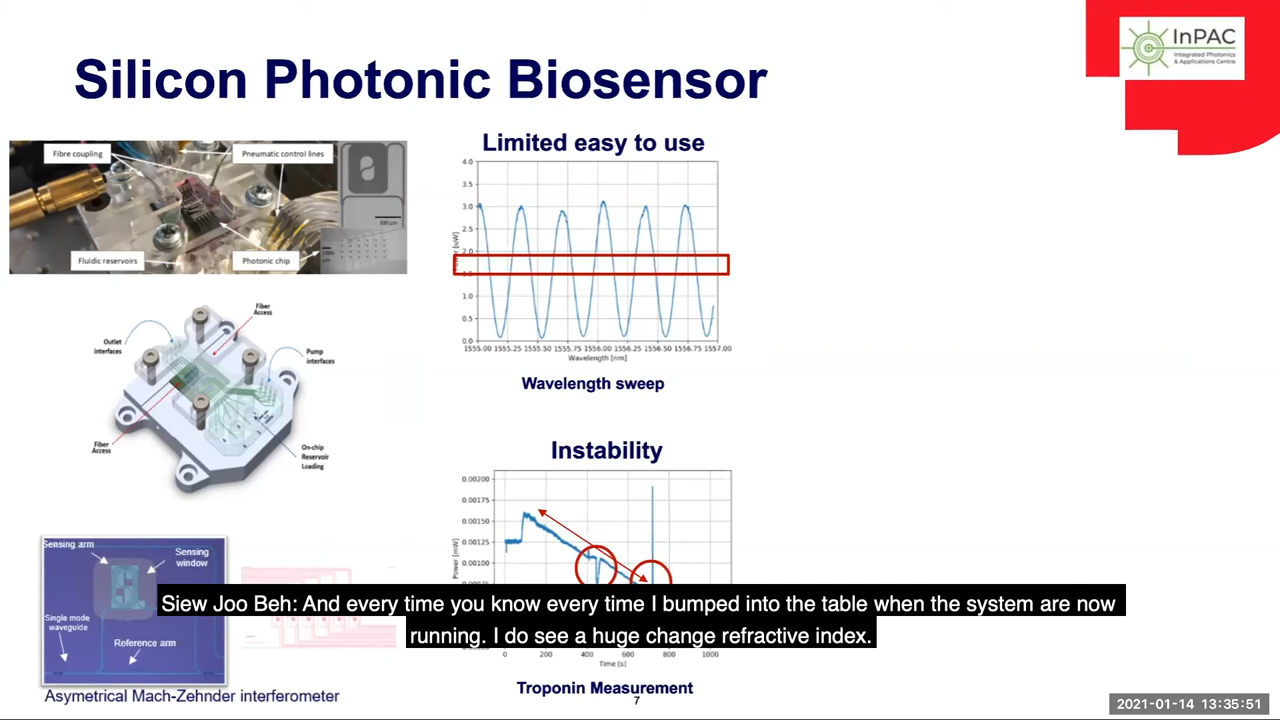 Silicon Photonic Biosensor
InPAC
Integrated Photonics
& Applications Centre
Fibre coupling
Pneumatic control lines
Fluidic reservoirs
Photonic chip
Fiber
Access
Outlet
interfaces
Pump
interfaces
Fiber
Access
On-chip
Reservoir
Loading
Sensing arm
Sensing
window
Single mode
waveguide
Reference arm
Asymetrical Mach-Zehnder interferometer
Limited easy to use
4.0
3.5
3.0
2.5
2.0
1.0
0.5
0.0
1555.00 1555.25 1555.50 1555.75 1556.00 1556.25 1556.50 1556.75 1557.00
Wavelength [nm]
Wavelength sweep
Instability
0.00200
0.00175
0.00150
0.00125
0.00100
Power [mW]
0 200 400 600 800 1000
Time [s]
Troponin Measurement
7
Siew Joo Beh: And every time you know every time I bumped into the table when the system are now
running. I do see a huge change refractive index.
2021-01-14 13:35:51